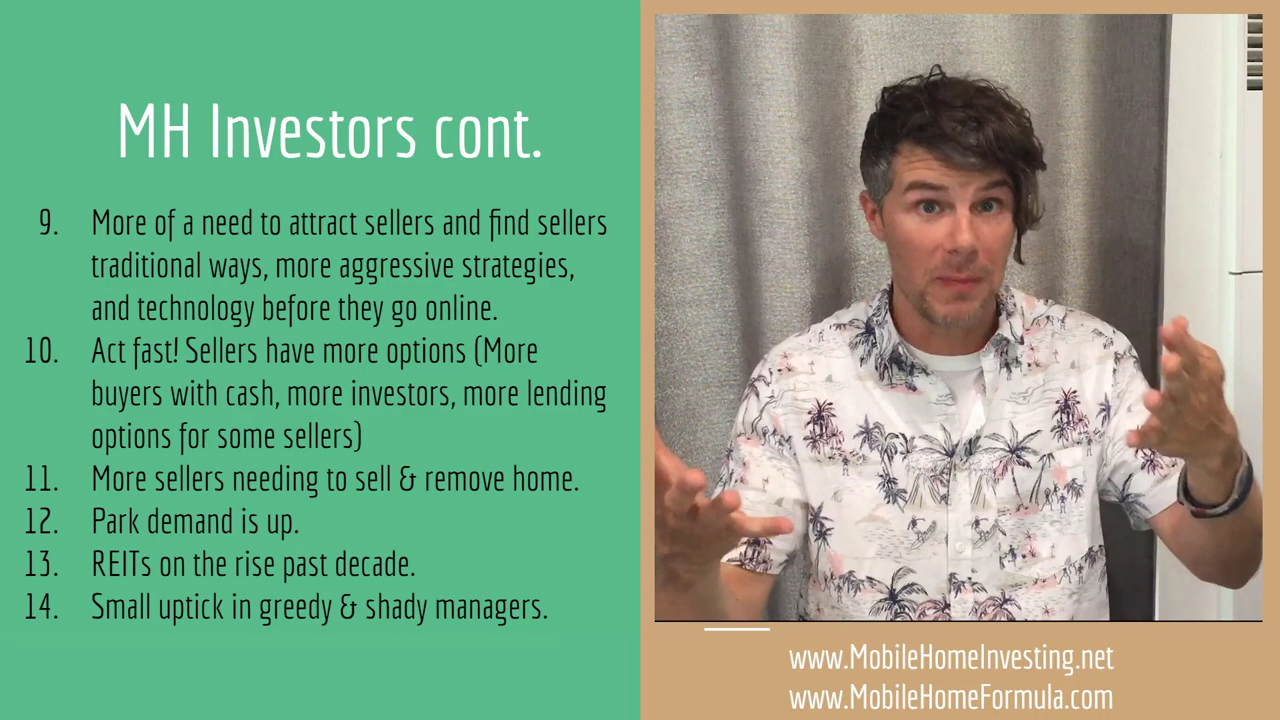 MH Investors cont.
9. More of a need to attract sellers and find sellers
traditional ways, more aggressive strategies,
and technology before they go online.
10. Act fast! Sellers have more options (More
buyers with cash, more investors, more lending
options for some sellers)
11. More sellers needing to sell & remove home.
12. Park demand is up.
13. REITs on the rise past decade.
14. Small uptick in greedy & shady managers.
www.MobileHomeInvesting.net
www.MobileHomeFormula.com